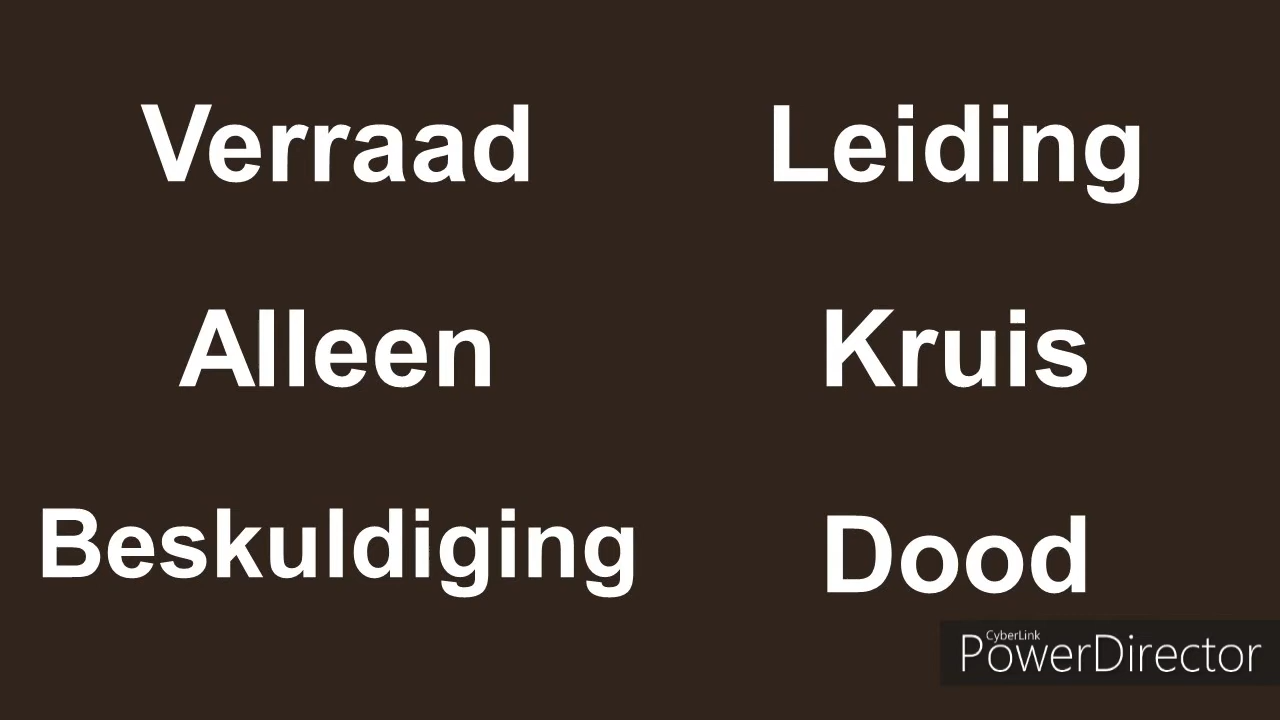 Verraad
Leiding
Alleen
Kruis
Beskuldiging
Dood
CyberLink
PowerDirector